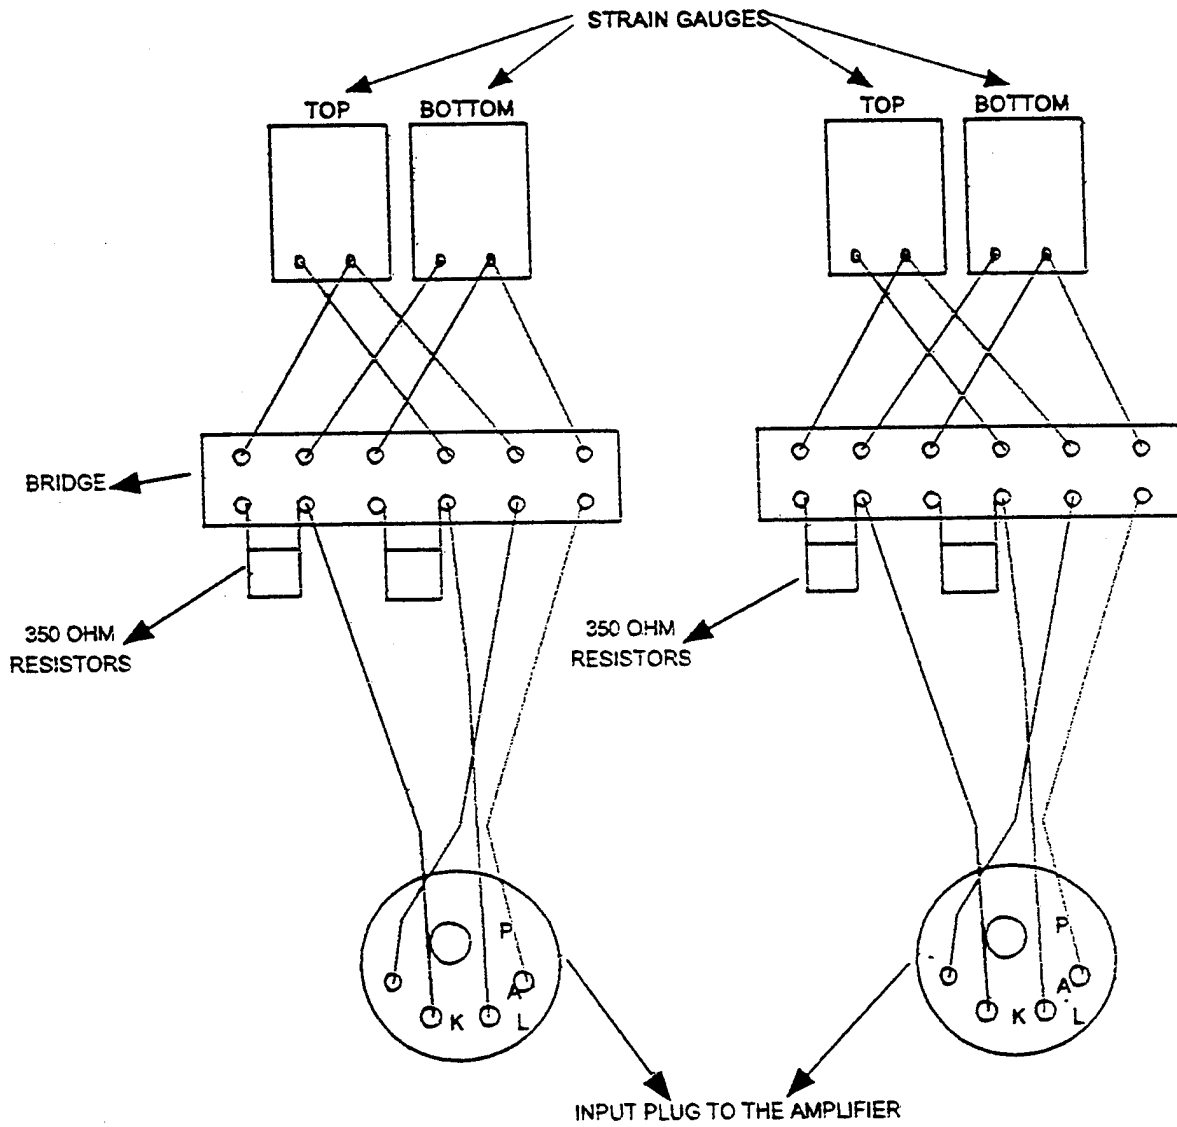 STRAIN GAUGES
TOP BOTTOM TOP BOTTOM
BRIDGE
350 OHM
RESISTORS
350 OHM
RESISTORS
P
A
K L
P
A
K L
INPUT PLUG TO THE AMPLIFIER